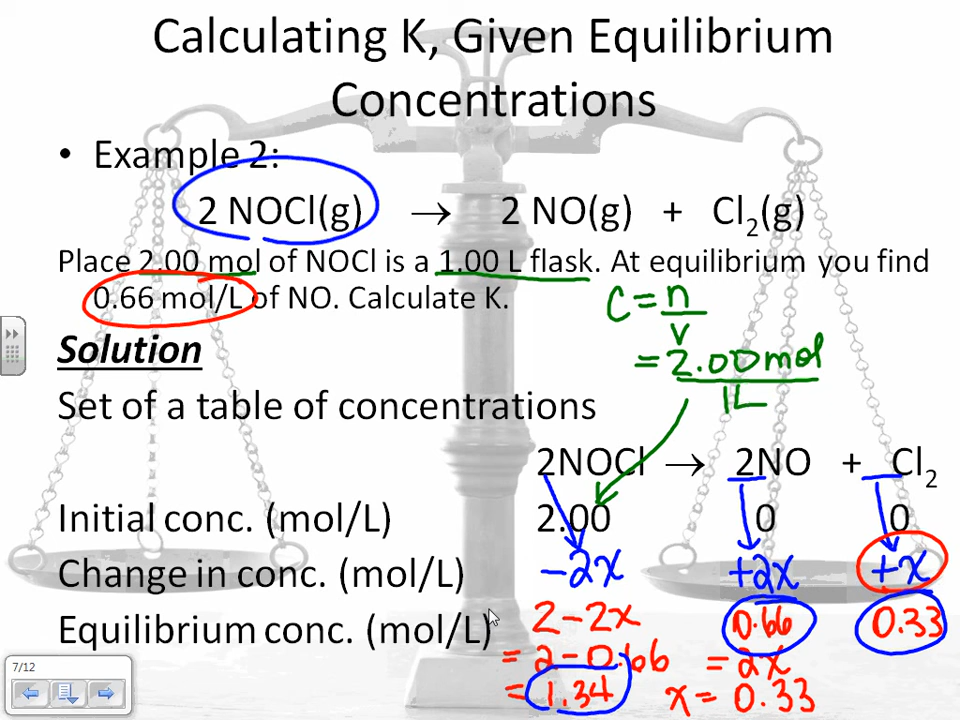 Calculating K, Given Equilibrium
Concentrations
• Example 2:
2 NOCl(g) → 2 NO(g) + Cl₂(g)
Place 2.00 mol of NOCl is a 1.00 L flask. At equilibrium you find
0.66 mol/L of NO. Calculate K.
C = n/v
Solution
= 2.00mol/1L
Set of a table of concentrations
2NOCl → 2NO + Cl₂
Initial conc. (mol/L) 2.00 0 0
Change in conc. (mol/L) -2x +2x +x
Equilibrium conc. (mol/L) 2-2x 0.66 0.33
= 2-0.66 = 2x
= 1.34 x = 0.33
7/12